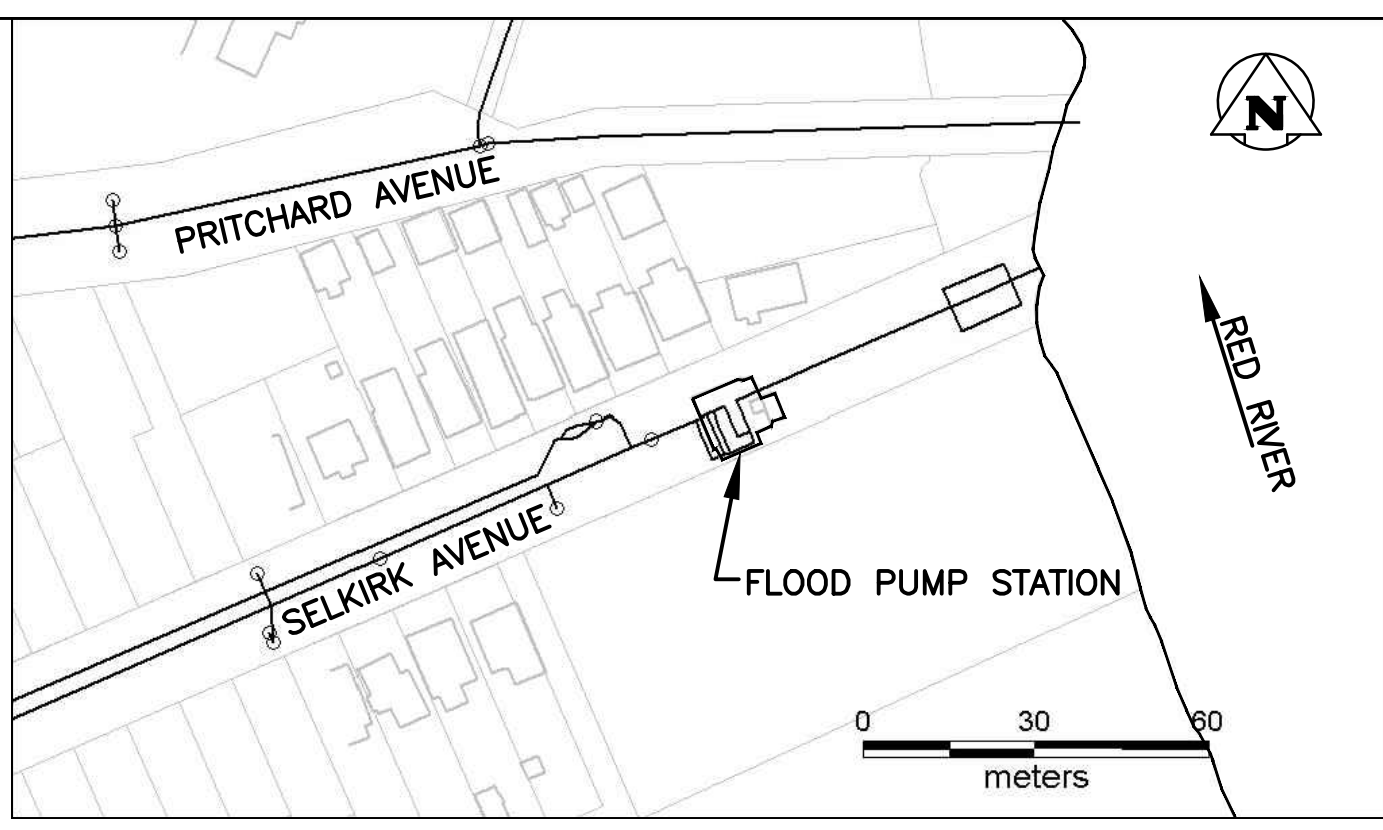 N
PRITCHARD AVENUE
RED RIVER
SELKIRK AVENUE
FLOOD PUMP STATION
0 30 60
meters